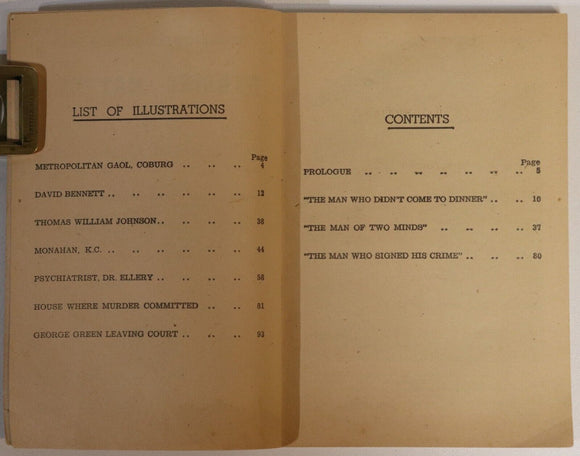 LIST OF ILLUSTRATIONS
Page
METROPOLITAN GAOL, COBURG .. .. .. 4
DAVID BENNETT .. .. .. .. .. 12
THOMAS WILLIAM JOHNSON.. .. .. .. 38
MONAHAN, K.C. .. .. .. .. .. 44
PSYCHIATRIST, DR. ELLERY .. .. .. .. 58
HOUSE WHERE MURDER COMMITTED .. .. 81
GEORGE GREEN LEAVING COURT .. .. .. 93
CONTENTS
Page
PROLOGUE .. .. .. .. .. .. .. 5
"THE MAN WHO DIDN'T COME TO DINNER" .. .. 10
"THE MAN OF TWO MINDS" .. .. .. .. 37
"THE MAN WHO SIGNED HIS CRIME" .. .. .. 80